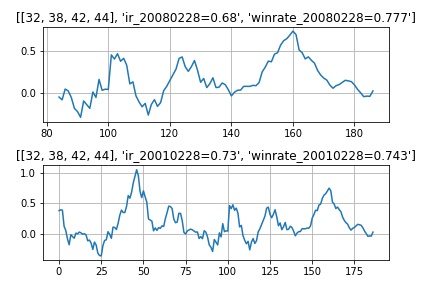 [[32, 38, 42, 44], 'ir_20080228=0.68', 'winrate_20080228=0.777']
0.5
0.0
80 100 120 140 160 180
[[32, 38, 42, 44], 'ir_20010228=0.73', 'winrate_20010228=0.743']
1.0
0.5
0.0
0 25 50 75 100 125 150 175